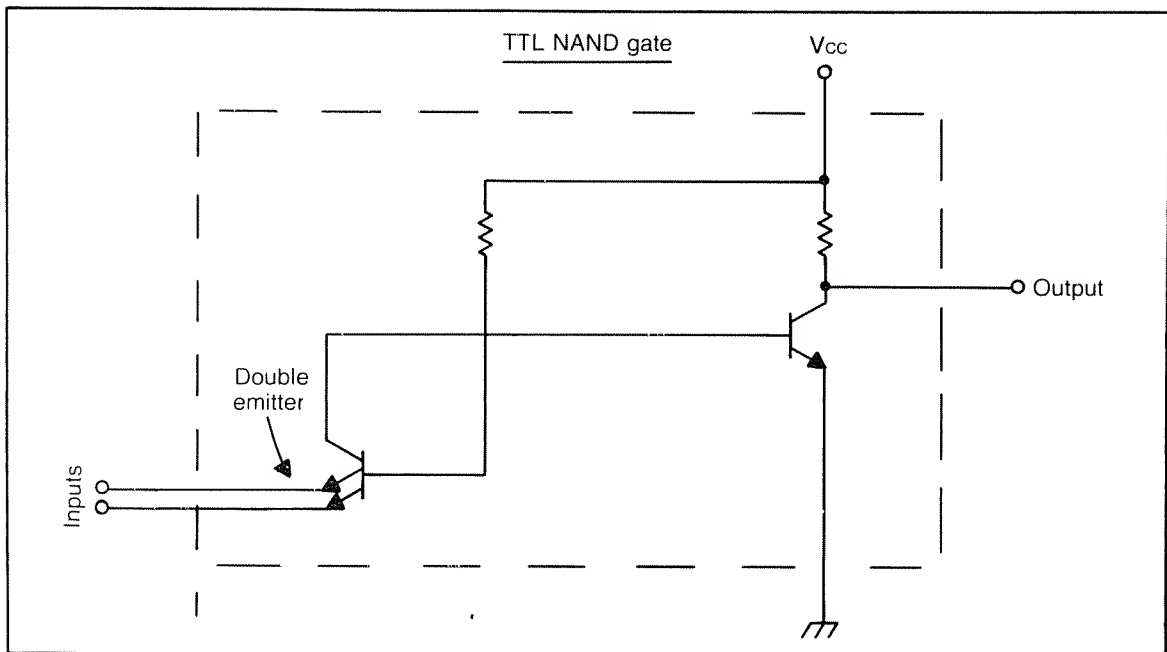 TTL NAND gate
Vcc
Output
Double
emitter
Inputs